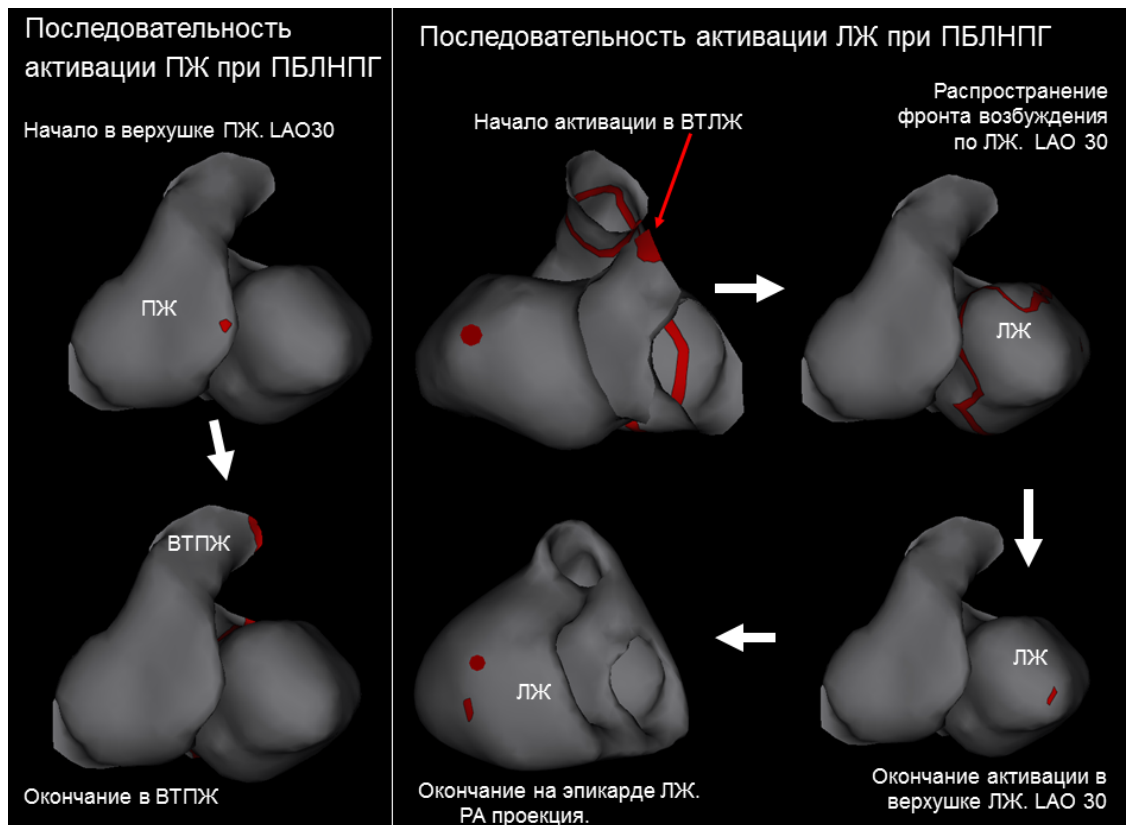 Последовательность
активации ПЖ при ПБЛНПГ
Начало в верхушке ПЖ. LAO30
ПЖ
ВТПЖ
Окончание в ВТПЖ
Последовательность активации ЛЖ при ПБЛНПГ
Начало активации в ВТЛЖ
Распространение
фронта возбуждения
по ЛЖ. LAO 30
ЛЖ
ЛЖ
ЛЖ
Окончание активации в
верхушке ЛЖ. LAO 30
Окончание на эпикарде ЛЖ.
РА проекция.